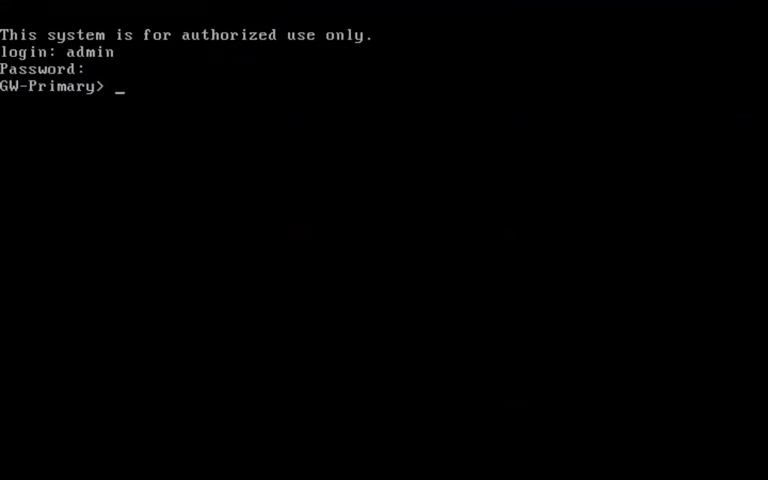 This system is for authorized use only.
login: admin
Password:
GW-Primary> _